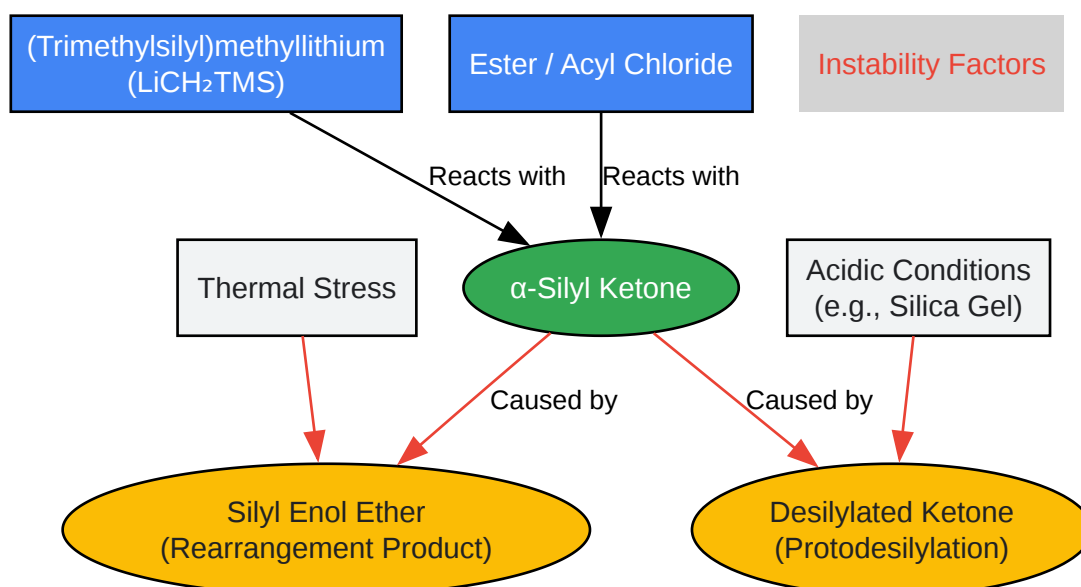 (Trimethylsilyl)methyllithium
(LiCH₂TMS)
Ester / Acyl Chloride
Instability Factors
Reacts with
Reacts with
Thermal Stress
α-Silyl Ketone
Acidic Conditions
(e.g., Silica Gel)
Caused by
Caused by
Silyl Enol Ether
(Rearrangement Product)
Desilylated Ketone
(Protodesilylation)